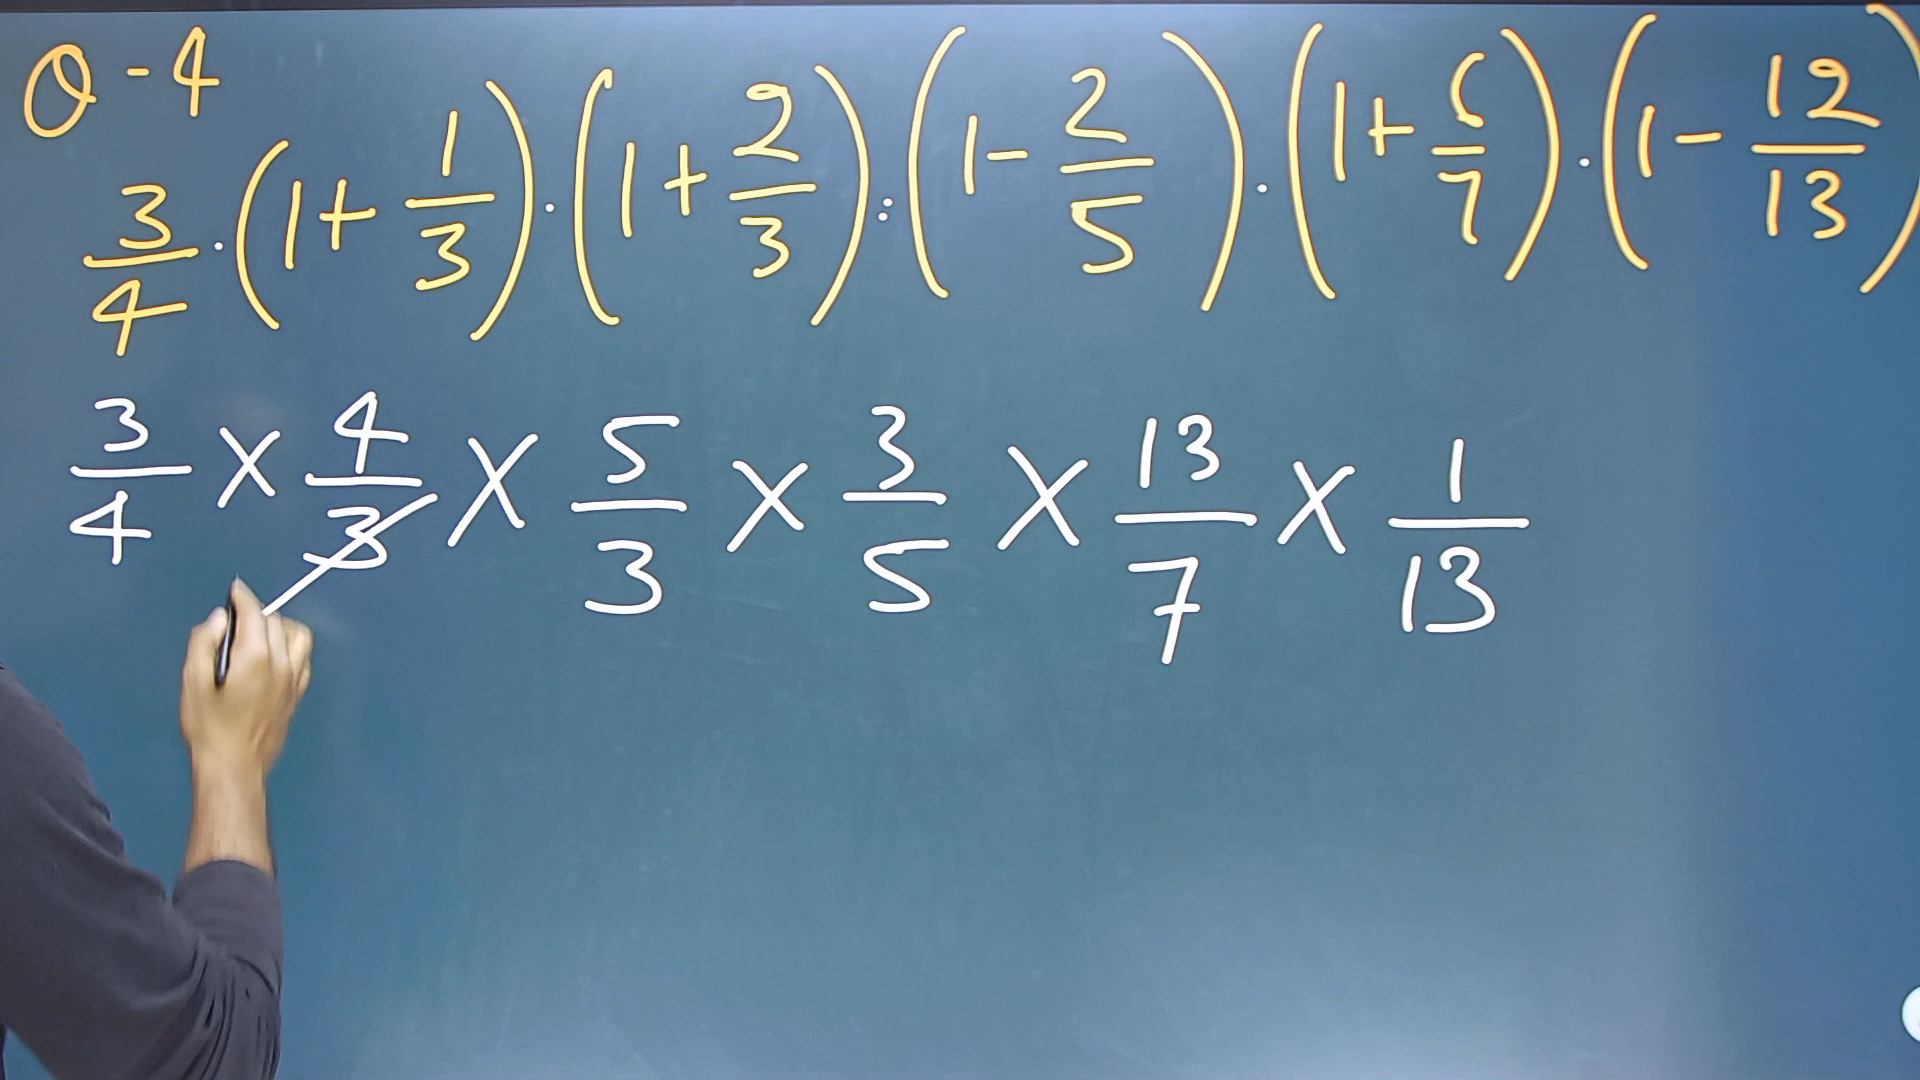 Q-4
3/4 · (1 + 1/3) · (1 + 2/3) : (1 - 2/5) · (1 + 6/7) · (1 - 12/13)
3/4 × 4/3 × 5/3 × 3/5 × 13/7 × 1/13